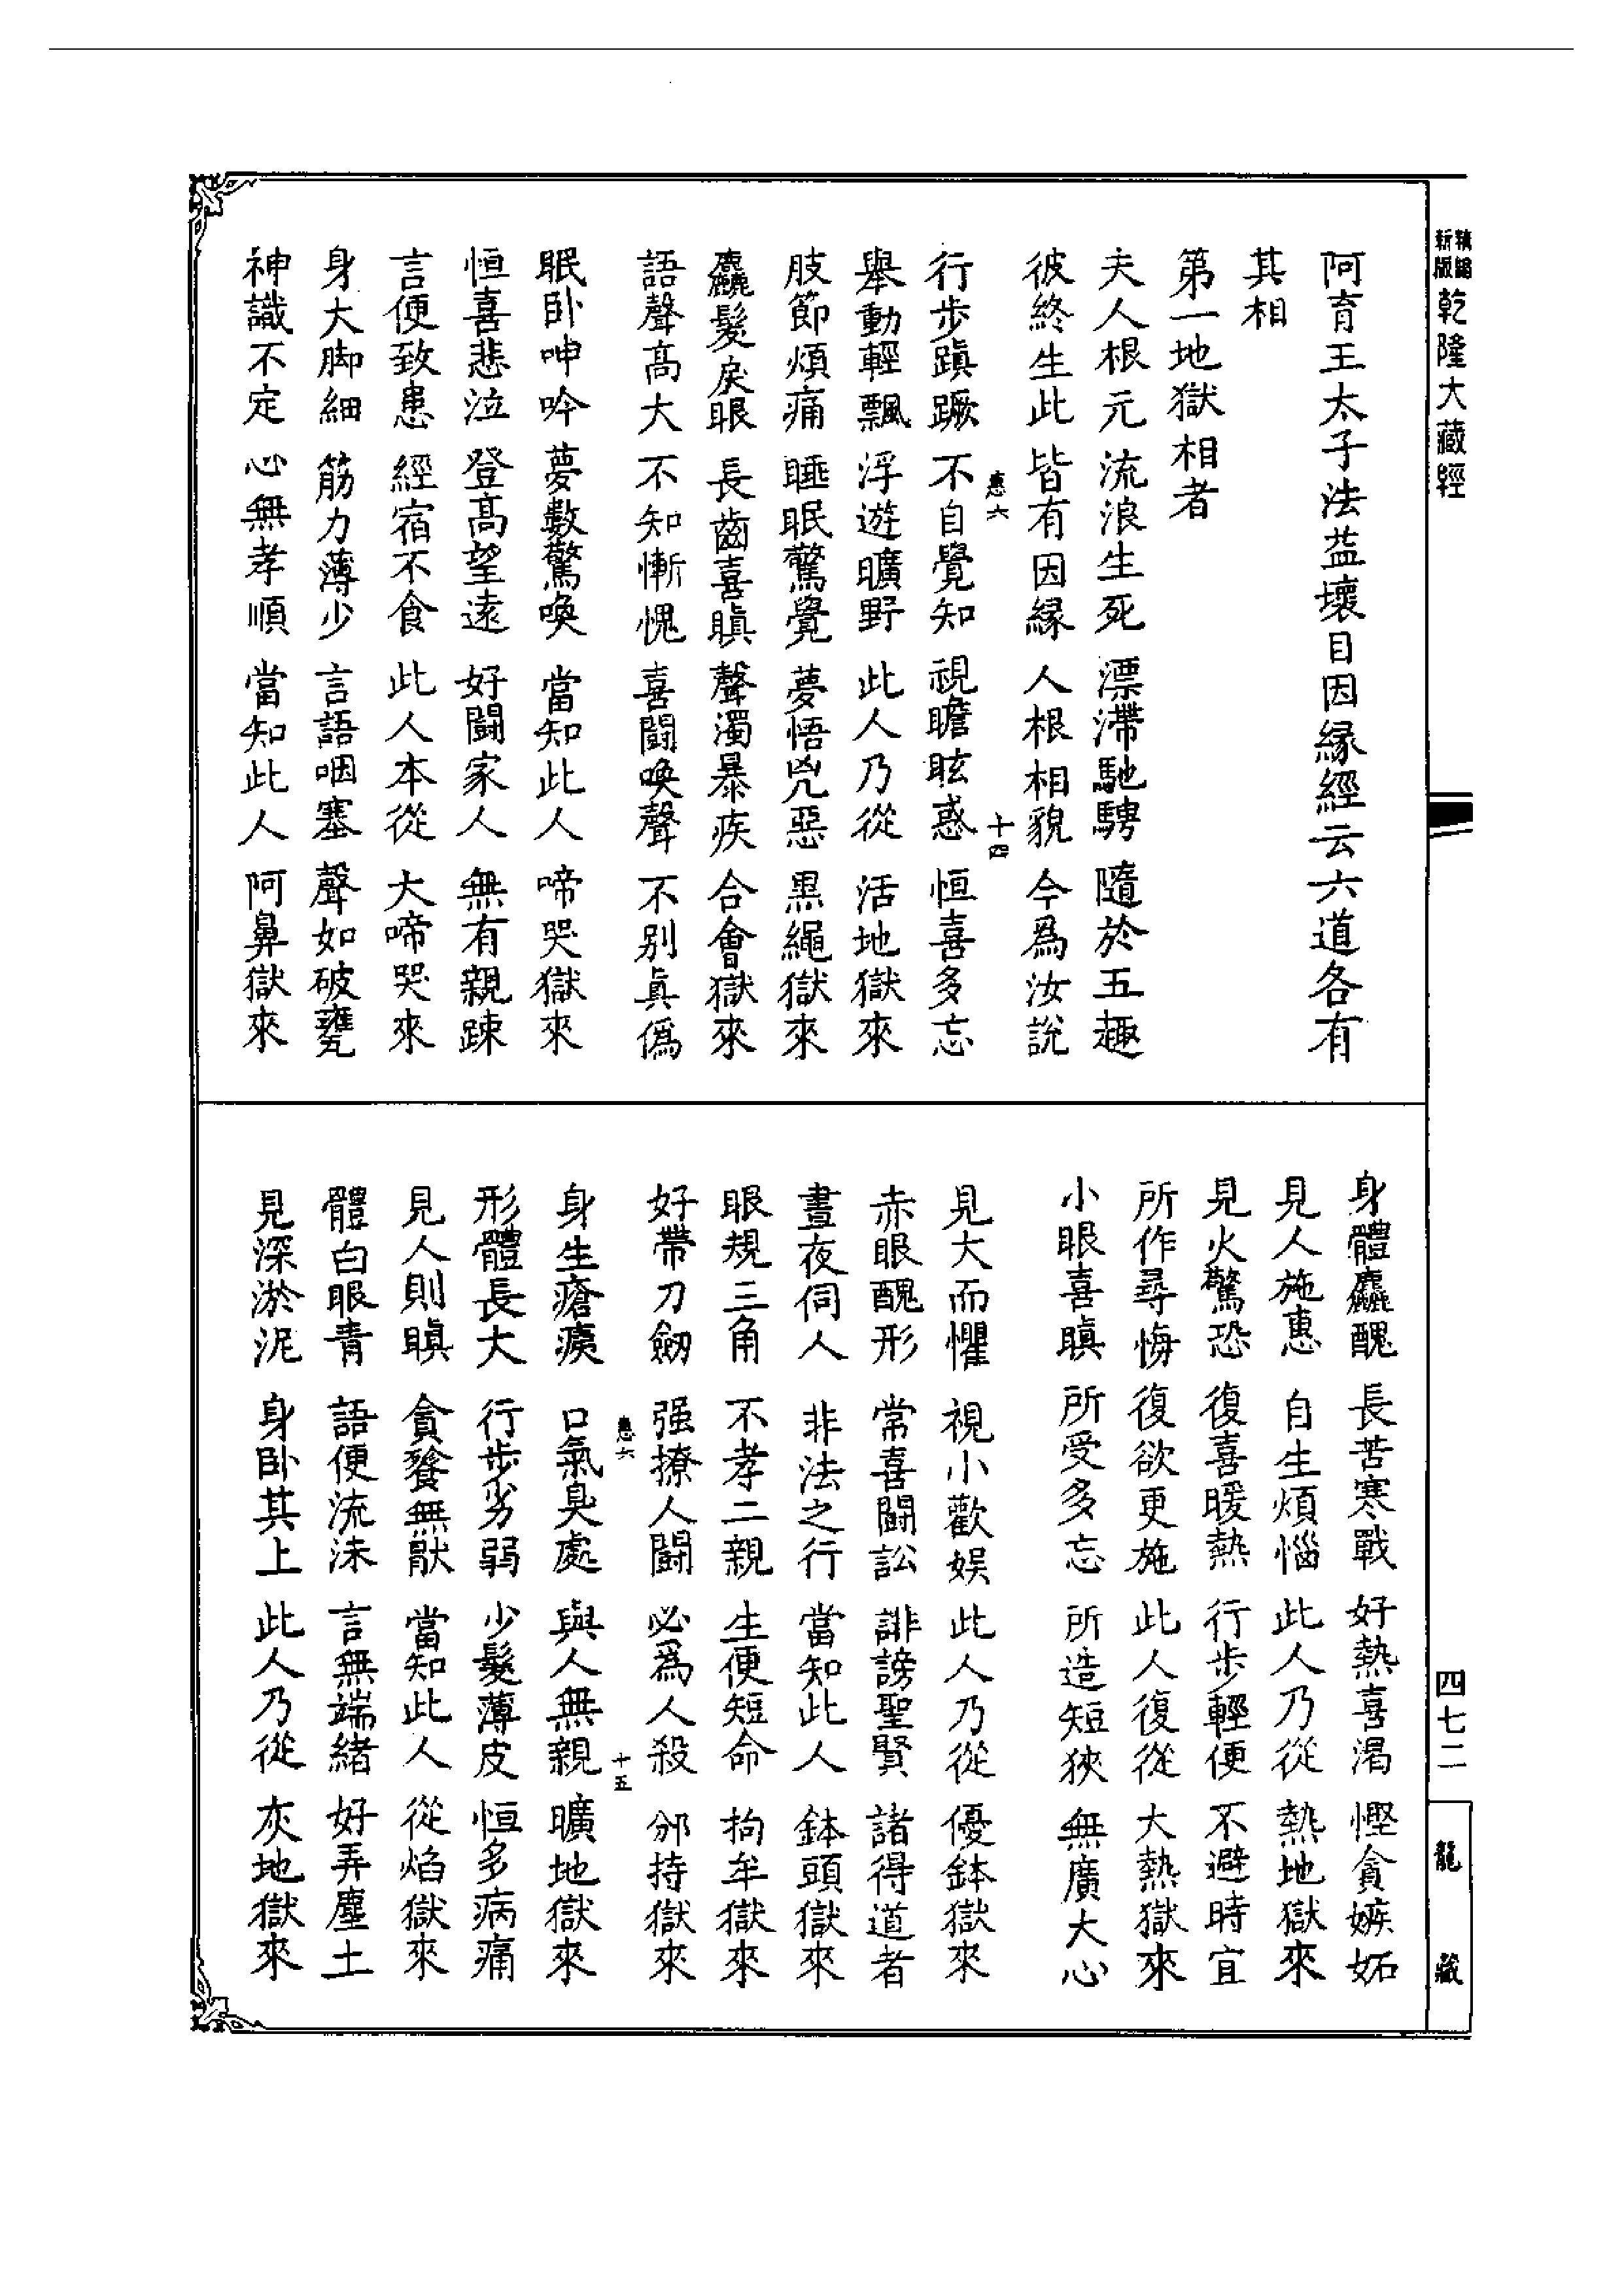 新編
縮版
乾隆大藏經
阿育王太子法益壞目因緣經云六道各有
其相
第一地獄相者
夫人根元　流浪生死　漂滯馳騁　隨於五趣
彼終生此　皆有因緣　人根相貌　今爲汝說
惠六
十四
行步蹎蹶　不自覺知　視瞻眩惑　恒喜多忘
舉動輕飄　浮遊曠野　此人乃從　活地獄來
肢節煩痛　睡眠驚覺　夢悟兇惡　黑繩獄來
麤髮戾眼　長齒喜瞋　聲濁暴疾　合會獄來
語聲高大　不知慚愧　喜鬬喚聲　不別眞僞
眠卧呻吟　夢數驚喚　當知此人　啼哭獄來
恒喜悲泣　登高望遠　好鬬家人　無有親踈
言便致患　經宿不食　此人本從　大啼哭來
身大脚細　筋力薄少　言語咽塞　聲如破甕
神識不定　心無孝順　當知此人　阿鼻獄來
身體麤醜　長苦寒戰　好熱喜渴　慳貪嫉妬
見人施惠　自生煩惱　此人乃從　熱地獄來
見火驚恐　復喜暖熱　行步輕便　不避時宜
所作尋悔　復欲更施　此人復從　大熱獄來
小眼喜瞋　所受多忘　所造短狹　無廣大心
見大而懼　視小歡娛　此人乃從　優鉢獄來
赤眼醜形　常喜鬬訟　誹謗聖賢　諸得道者
晝夜伺人　非法之行　當知此人　鉢頭獄來
眼規三角　不孝二親　生便短命　拘牟獄來
好帶刀劒　强撩人鬬　必爲人殺　邠持獄來
惠六
十五
身生瘡痍　口氣臭處　與人無親　曠地獄來
形體長大　行步劣弱　少髮薄皮　恒多病痛
見人則瞋　貪餮無猒　當知此人　從焰獄來
體白眼青　語便流沫　言無端緒　好弄塵土
見深淤泥　身卧其上　此人乃從　灰地獄來
四七二
龍藏